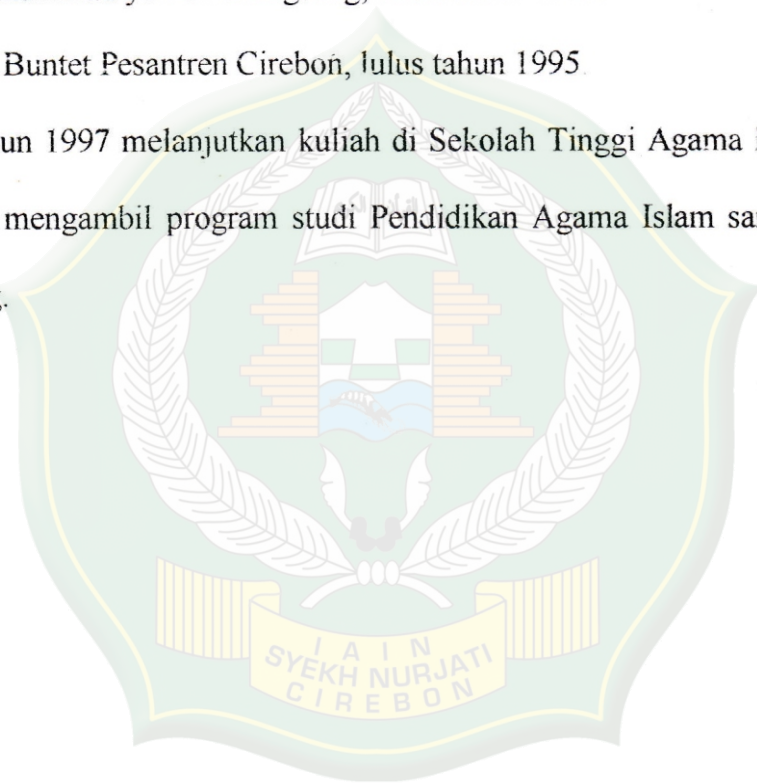 Buntet Pesantren Cirebon, lulus tahun 1995
un 1997 melanjutkan kuliah di Sekolah Tinggi Agama
mengambil program studi Pendidikan Agama Islam
IAIN
SYEKH NURJATI
CIREBON